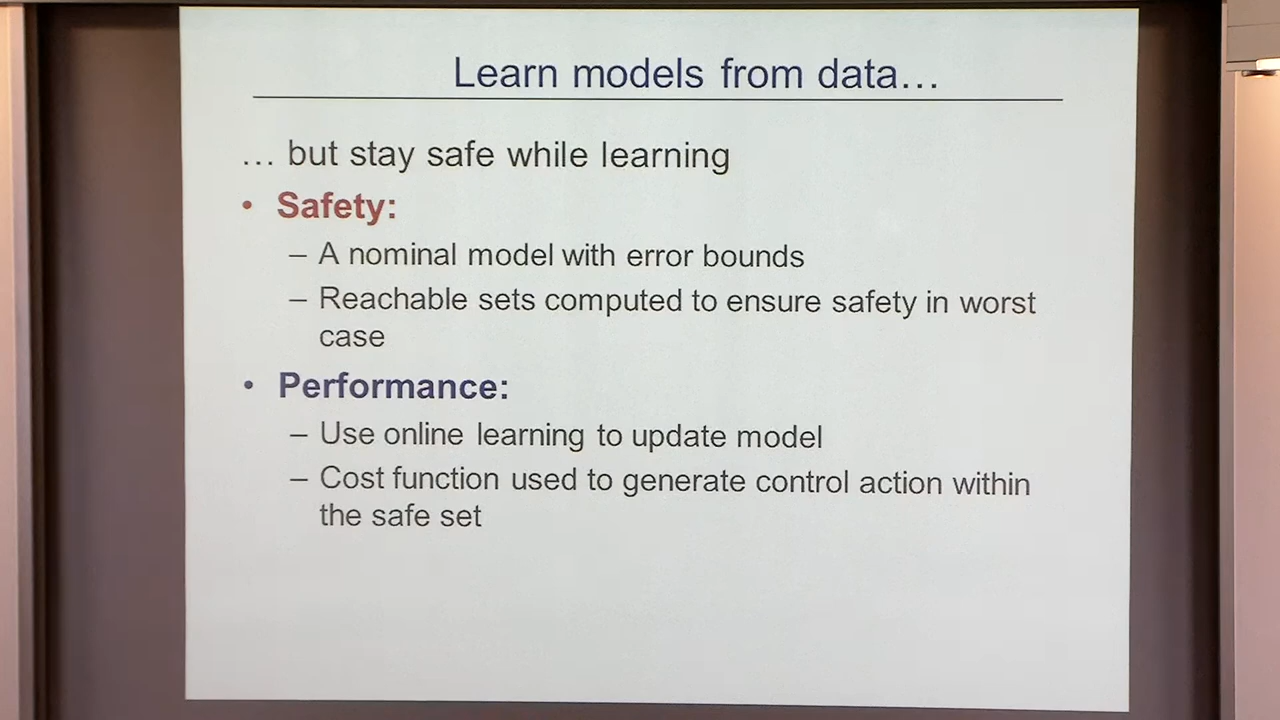 Learn models from data…
… but stay safe while learning
• Safety:
– A nominal model with error bounds
– Reachable sets computed to ensure safety in worst
case
• Performance:
– Use online learning to update model
– Cost function used to generate control action within
the safe set